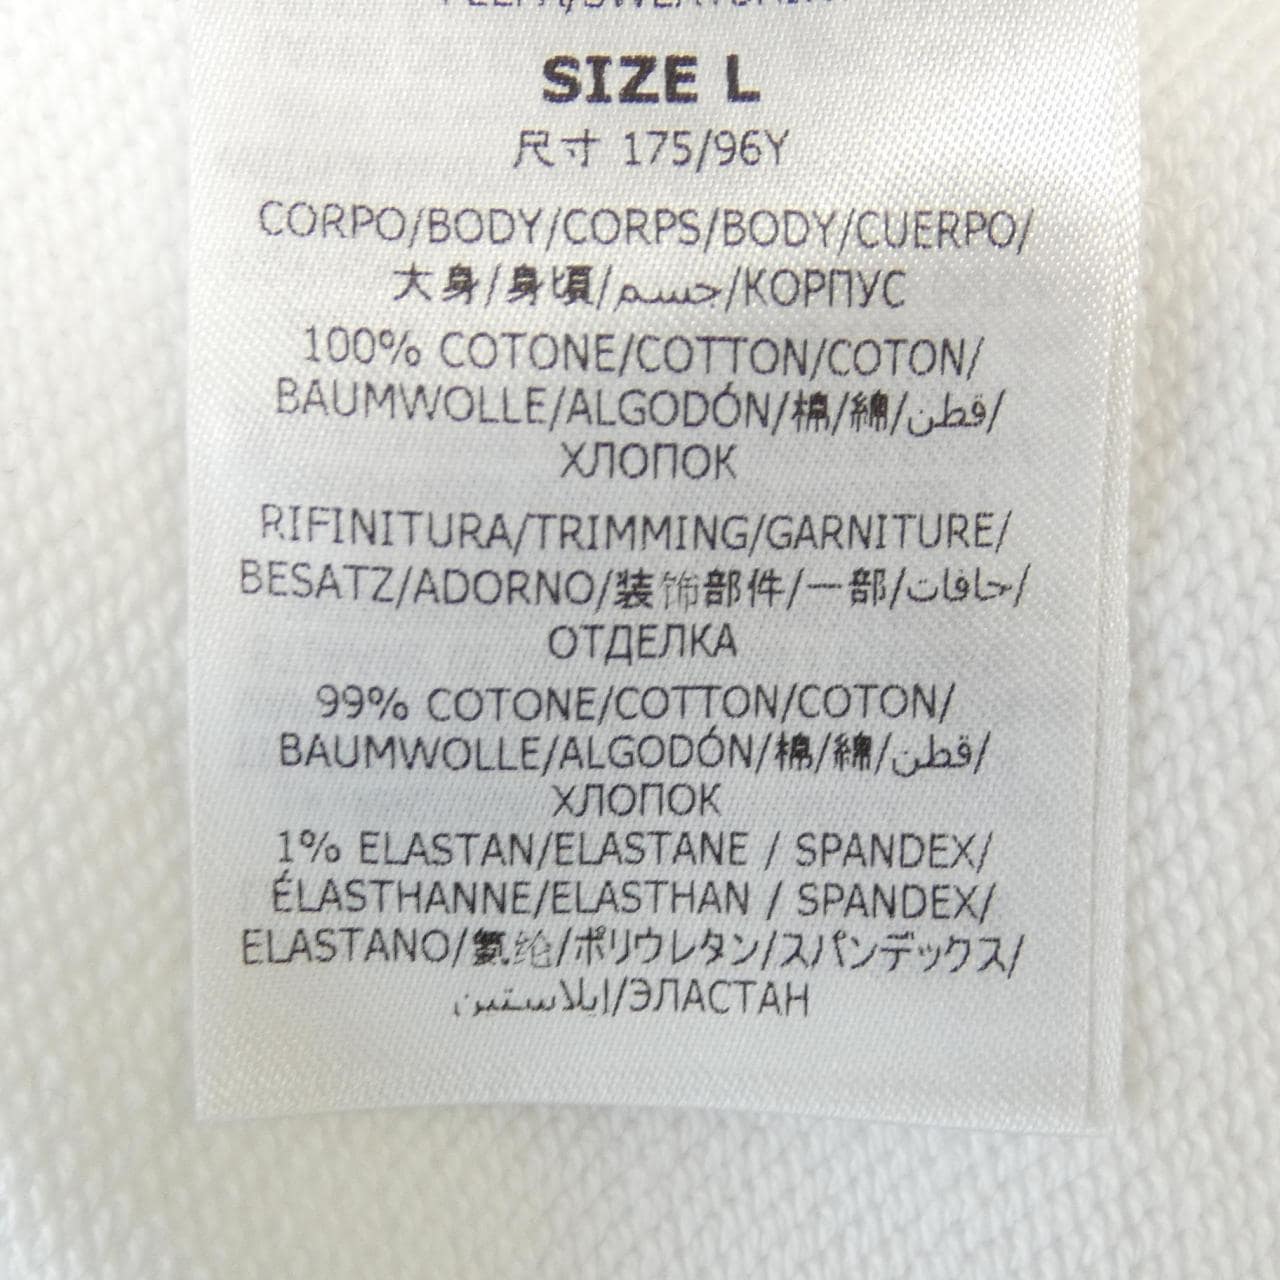 SIZE L
尺寸 175/96Y
CORPO/BODY/CORPS/BODY/CUERPO/
大身/身頃/جسم/КОРПУС
100% COTONE/COTTON/COTON/
BAUMWOLLE/ALGODÓN/棉/綿/قطن/
ХЛОПОК
RIFINITURA/TRIMMING/GARNITURE/
BESATZ/ADORNO/装饰部件/一部/حافات/
ОТДЕЛКА
99% COTONE/COTTON/COTON/
BAUMWOLLE/ALGODÓN/棉/綿/قطن/
ХЛОПОК
1% ELASTAN/ELASTANE / SPANDEX/
ÉLASTHANNE/ELASTHAN / SPANDEX/
ELASTANO/氨纶/ポリウレタン/スパンデックス/
ايلاستين/ЭЛАСТАН